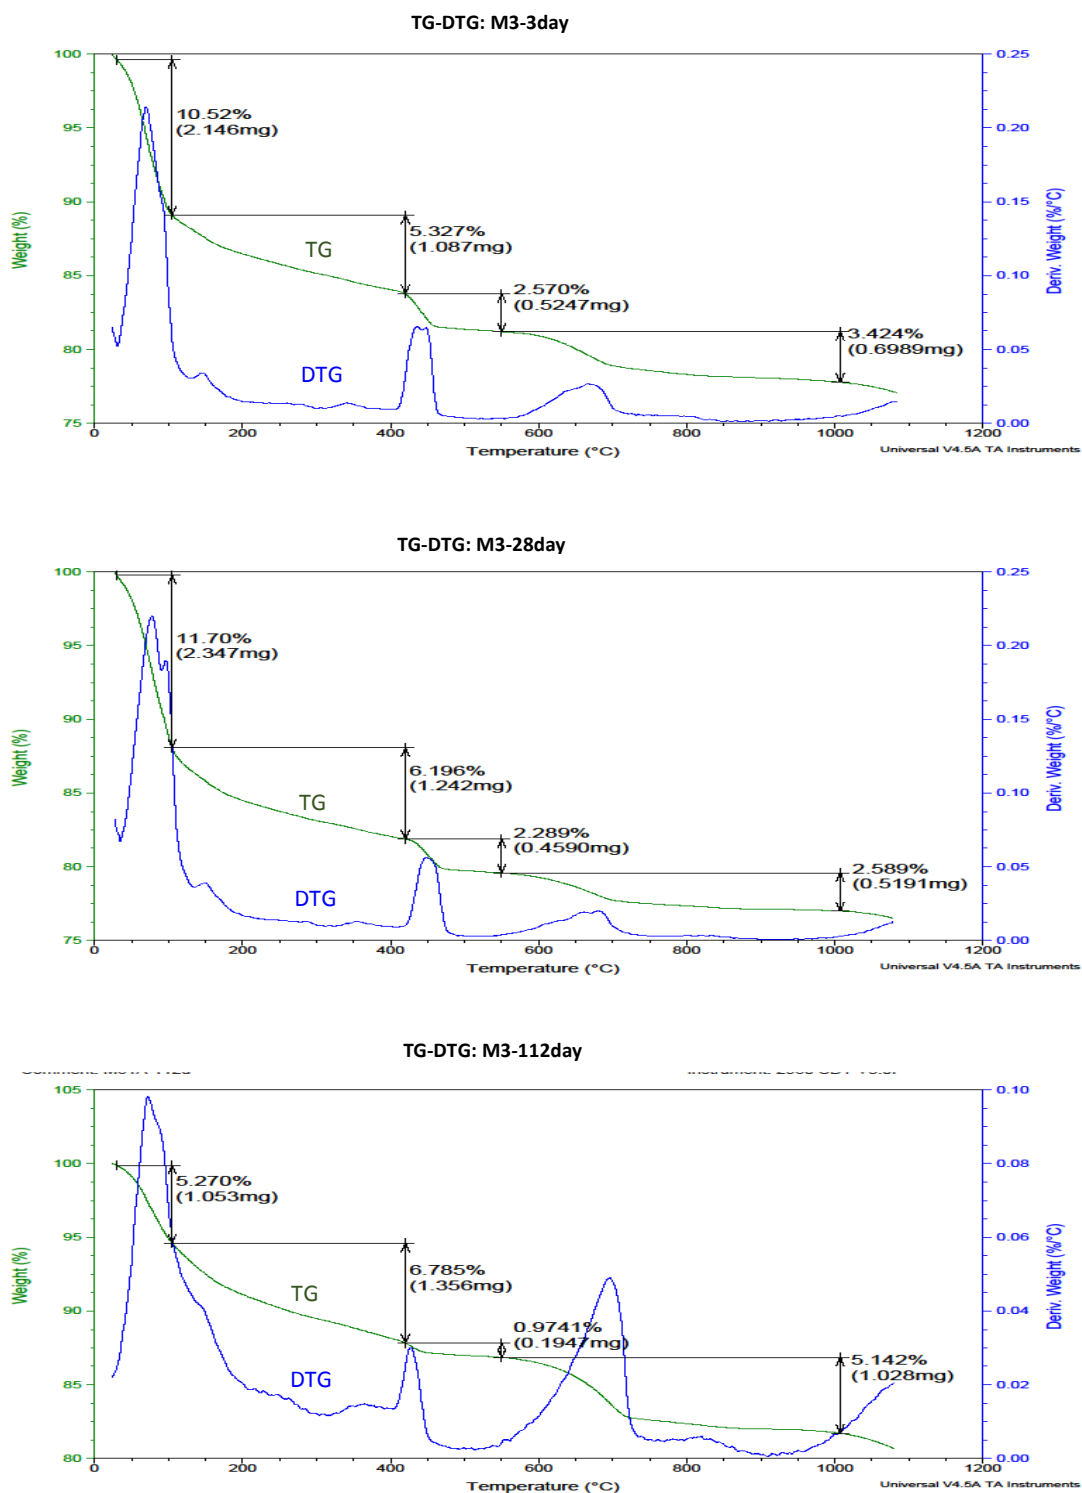 TG-DTG: M3-3day
100
95
90
85
80
75
Weight (%)
10.52%
(2.146mg)
5.327%
(1.087mg)
2.570%
(0.5247mg)
3.424%
(0.6989mg)
TG
DTG
0.25
0.20
0.15
0.10
0.05
0.00
Deriv. Weight (%/°C)
0 200 400 600 800 1000 1200
Temperature (°C)
Universal V4.5A TA Instruments
TG-DTG: M3-28day
100
95
90
85
80
75
Weight (%)
11.70%
(2.347mg)
6.196%
(1.242mg)
2.289%
(0.4590mg)
2.589%
(0.5191mg)
TG
DTG
0.25
0.20
0.15
0.10
0.05
0.00
Deriv. Weight (%/°C)
0 200 400 600 800 1000 1200
Temperature (°C)
Universal V4.5A TA Instruments
TG-DTG: M3-112day
105
100
95
90
85
80
Weight (%)
5.270%
(1.053mg)
6.785%
(1.356mg)
0.9741%
(0.1947mg)
5.142%
(1.028mg)
TG
DTG
0.10
0.08
0.06
0.04
0.02
0.00
Deriv. Weight (%/°C)
0 200 400 600 800 1000 1200
Temperature (°C)
Universal V4.5A TA Instruments